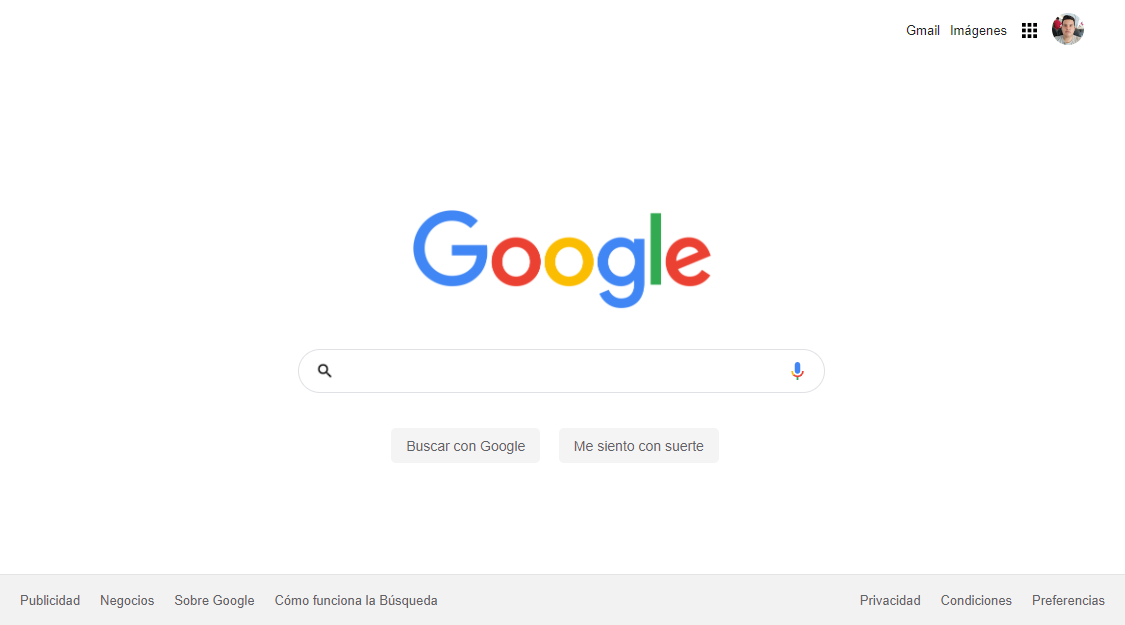 Gmail Imágenes
Google
Buscar con Google Me siento con suerte
Publicidad Negocios Sobre Google Cómo funciona la Búsqueda Privacidad Condiciones Preferencias